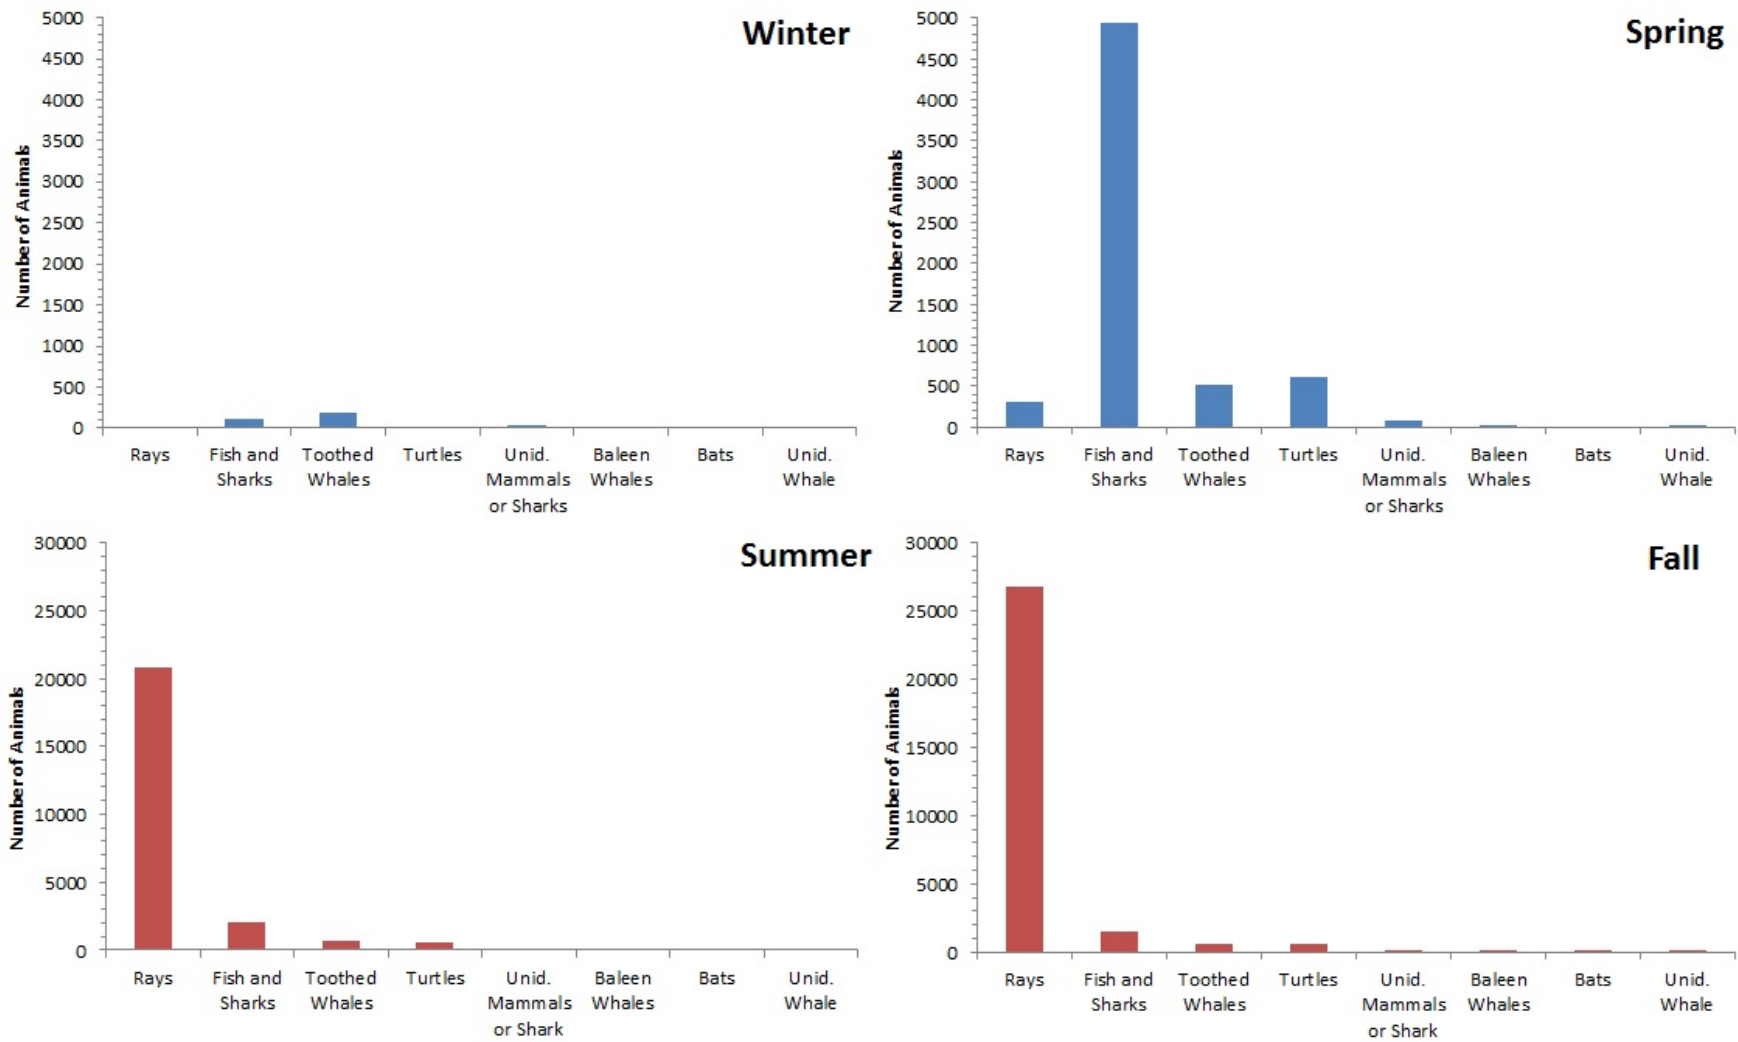 Winter
Number of Animals
5000
4500
4000
3500
3000
2500
2000
1500
1000
500
0
Rays
Fish and
Sharks
Toothed
Whales
Turtles
Unid.
Mammals
or Sharks
Baleen
Whales
Bats
Unid.
Whale
Spring
Number of Animals
5000
4500
4000
3500
3000
2500
2000
1500
1000
500
0
Rays
Fish and
Sharks
Toothed
Whales
Turtles
Unid.
Mammals
or Sharks
Baleen
Whales
Bats
Unid.
Whale
Summer
Number of Animals
30000
25000
20000
15000
10000
5000
0
Rays
Fish and
Sharks
Toothed
Whales
Turtles
Unid.
Mammals
or Shark
Baleen
Whales
Bats
Unid.
Whale
Fall
Number of Animals
30000
25000
20000
15000
10000
5000
0
Rays
Fish and
Sharks
Toothed
Whales
Turtles
Unid.
Mammals
or Shark
Baleen
Whales
Bats
Unid.
Whale